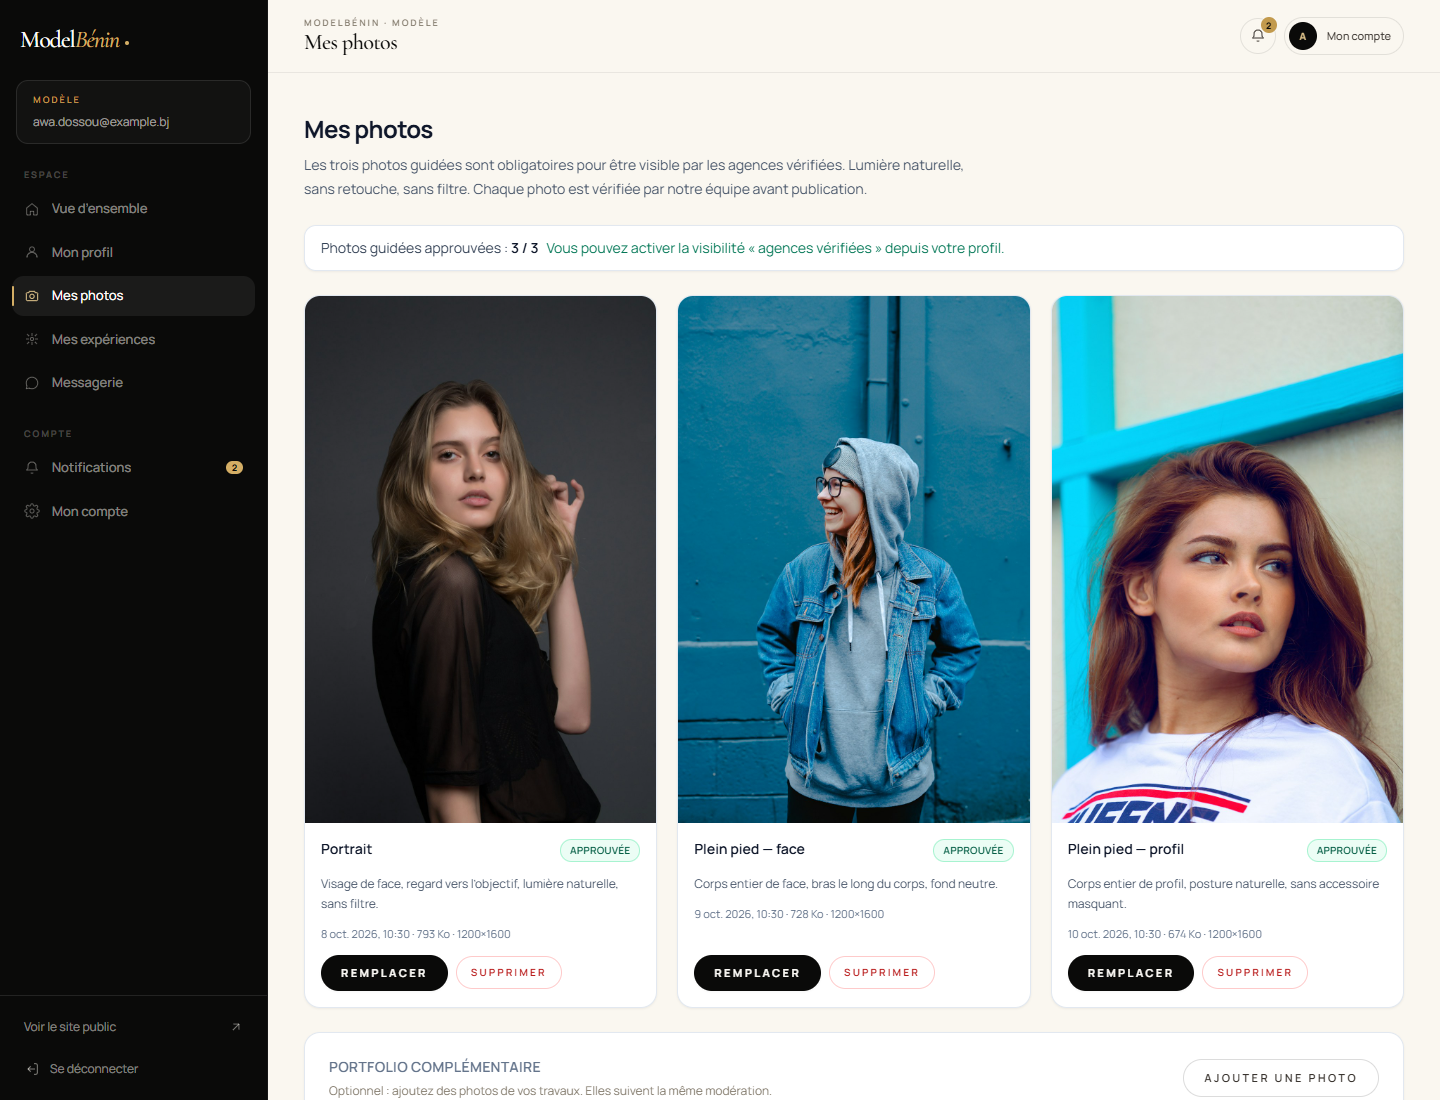 ModelBénin
MODÈLE
awa.dossou@example.bj
ESPACE
Vue d'ensemble
Mon profil
Mes photos
Mes expériences
Messagerie
COMPTE
Notifications 2
Mon compte
Voir le site public
Se déconnecter
MODELBÉNIN · MODÈLE
Mes photos
2
A Mon compte
Mes photos
Les trois photos guidées sont obligatoires pour être visible par les agences vérifiées. Lumière naturelle,
sans retouche, sans filtre. Chaque photo est vérifiée par notre équipe avant publication.
Photos guidées approuvées : 3 / 3 Vous pouvez activer la visibilité « agences vérifiées » depuis votre profil.
Portrait APPROUVÉE
Visage de face, regard vers l'objectif, lumière naturelle,
sans filtre.
8 oct. 2026, 10:30 · 793 Ko · 1200×1600
REMPLACER SUPPRIMER
Plein pied — face APPROUVÉE
Corps entier de face, bras le long du corps, fond neutre.
9 oct. 2026, 10:30 · 728 Ko · 1200×1600
REMPLACER SUPPRIMER
Plein pied — profil APPROUVÉE
Corps entier de profil, posture naturelle, sans accessoire
masquant.
10 oct. 2026, 10:30 · 674 Ko · 1200×1600
REMPLACER SUPPRIMER
PORTFOLIO COMPLÉMENTAIRE
Optionnel : ajoutez des photos de vos travaux. Elles suivent la même modération.
AJOUTER UNE PHOTO